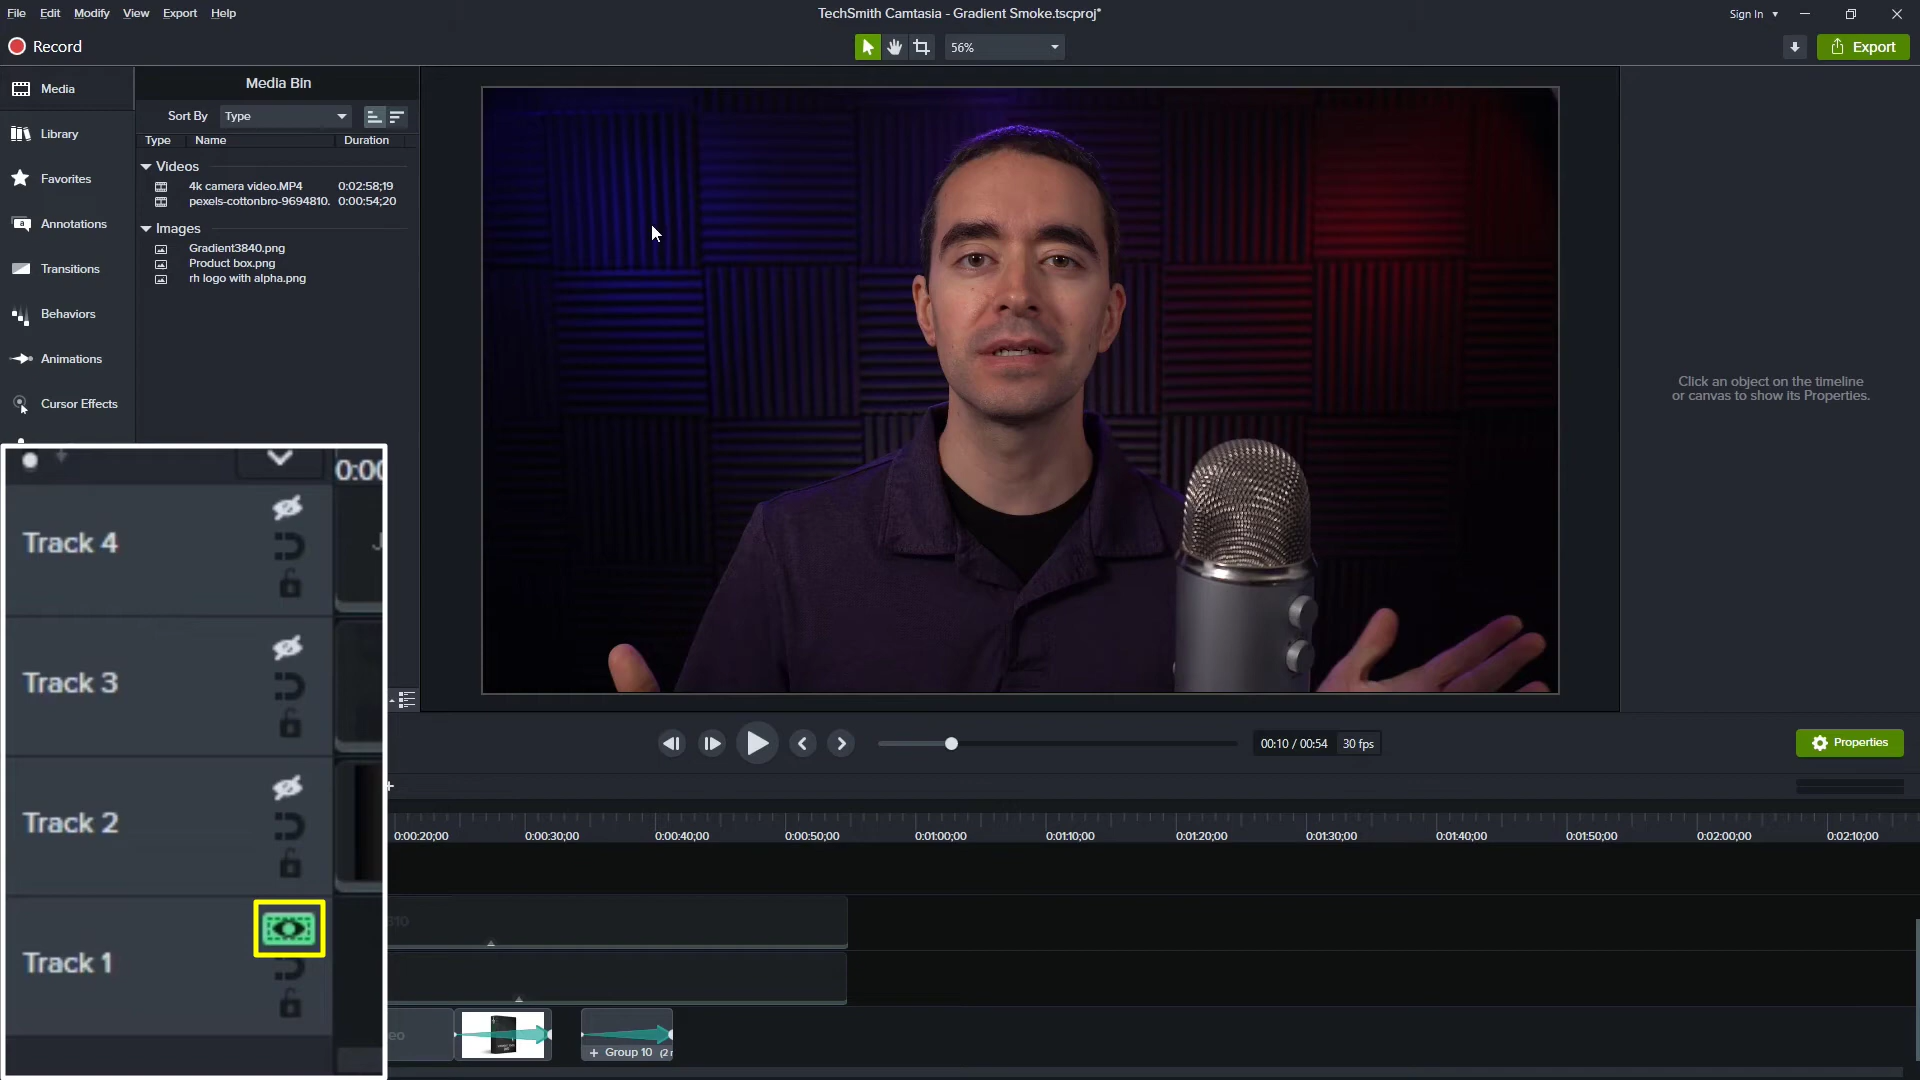 File Edit Modify View Export Help
TechSmith Camtasia - Gradient Smoke.tscproj*
Sign In
Record
56%
Export
Media
Library
Favorites
Annotations
Transitions
Behaviors
Animations
Cursor Effects
Media Bin
Sort By Type
Type Name Duration
Videos
4k camera video.MP4 0:02:58;19
pexels-cottonbro-9694810. 0:00:54;20
Images
Gradient3840.png
Product box.png
rh logo with alpha.png
Click an object on the timeline
or canvas to show its Properties.
00:10 / 00:54 30 fps
Properties
0:00
Track 4
Track 3
Track 2
Track 1
0:00:20;00 0:00:30;00 0:00:40;00 0:00:50;00 0:01:00;00 0:01:10;00 0:01:20;00 0:01:30;00 0:01:40;00 0:01:50;00 0:02:00;00 0:02:10;00
+ Group 10